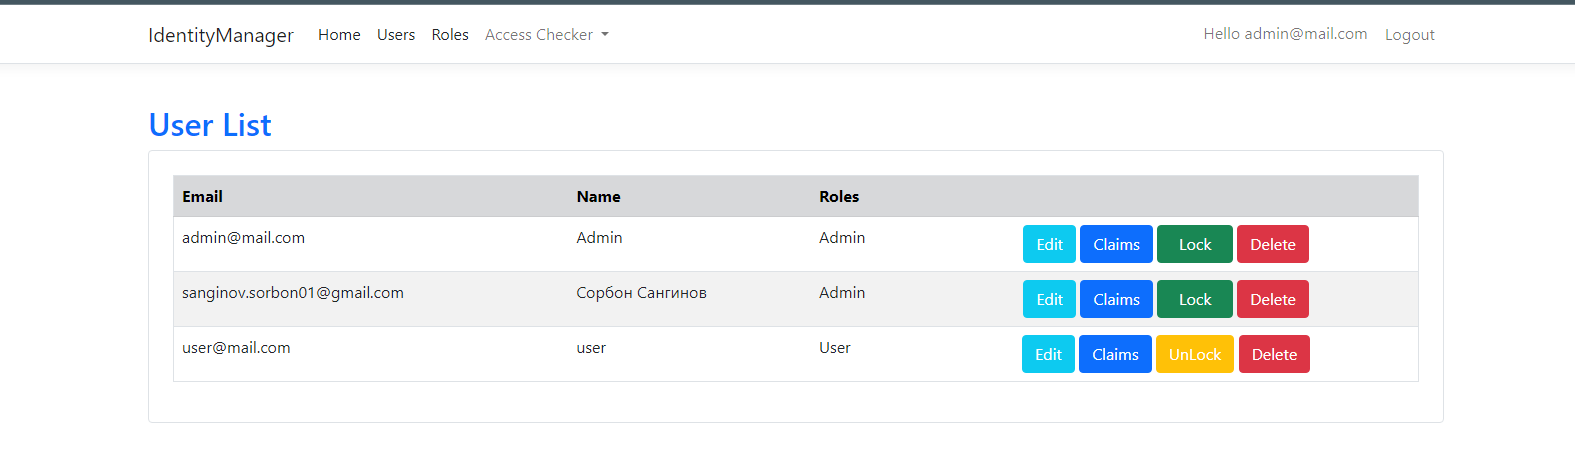 IdentityManager Home Users Roles Access Checker Hello admin@mail.com Logout
User List
Email Name Roles
admin@mail.com Admin Admin Edit Claims Lock Delete
sanginov.sorbon01@gmail.com Сорбон Сангинов Admin Edit Claims Lock Delete
user@mail.com user User Edit Claims UnLock Delete